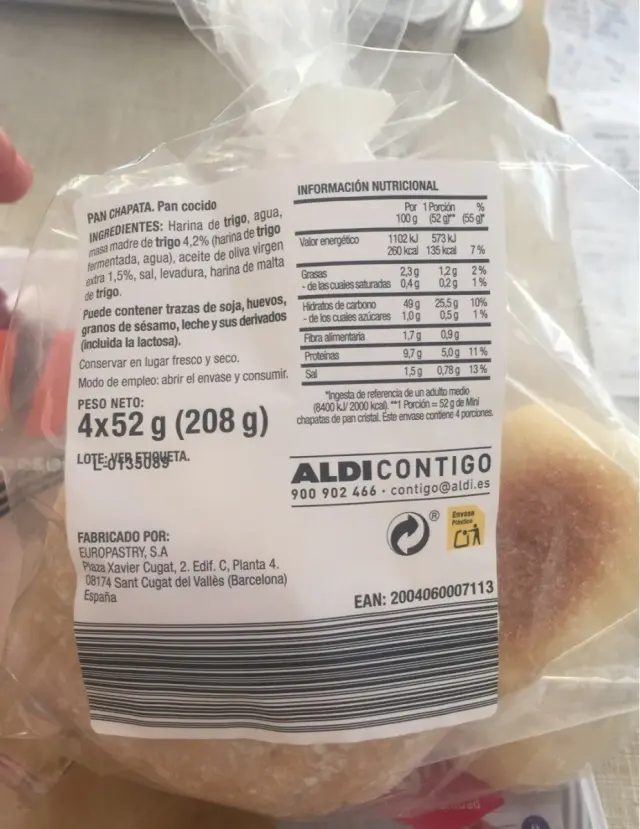 PAN CHAPATA. Pan cocido
INGREDIENTES: Harina de trigo, agua,
masa madre de trigo 4,2% (harina de trigo
fermentada, agua), aceite de oliva virgen
extra 1,5%, sal, levadura, harina de malta
de trigo.
Puede contener trazas de soja, huevos,
granos de sésamo, leche y sus derivados
(incluida la lactosa).
Conservar en lugar fresco y seco.
Modo de empleo: abrir el envase y consumir.
PESO NETO:
4x52 g (208 g)
LOTE: VER ETIQUETA.
L-0135089
FABRICADO POR:
EUROPASTRY, S.A
Plaza Xavier Cugat, 2. Edif. C, Planta 4.
08174 Sant Cugat del Vallès (Barcelona)
España
INFORMACIÓN NUTRICIONAL
Por 1 Porción %
100 g (52 g)** (55 g)*
Valor energético 1102 kJ 573 kJ
260 kcal 135 kcal 7%
Grasas 2,3 g 1,2 g 2%
- de las cuales saturadas 0,4 g 0,2 g 1%
Hidratos de carbono 49 g 25,5 g 10%
- de los cuales azúcares 1,0 g 0,5 g 1%
Fibra alimentaria 1,7 g 0,9 g
Proteínas 9,7 g 5,0 g 11%
Sal 1,5 g 0,78 g 13%
*Ingesta de referencia de un adulto medio
(8400 kJ/ 2000 kcal). **1 Porción = 52 g de Mini
chapatas de pan cristal. Este envase contiene 4 porciones.
ALDI CONTIGO
900 902 466 · contigo@aldi.es
®
Envase
Plástico
EAN: 2004060007113